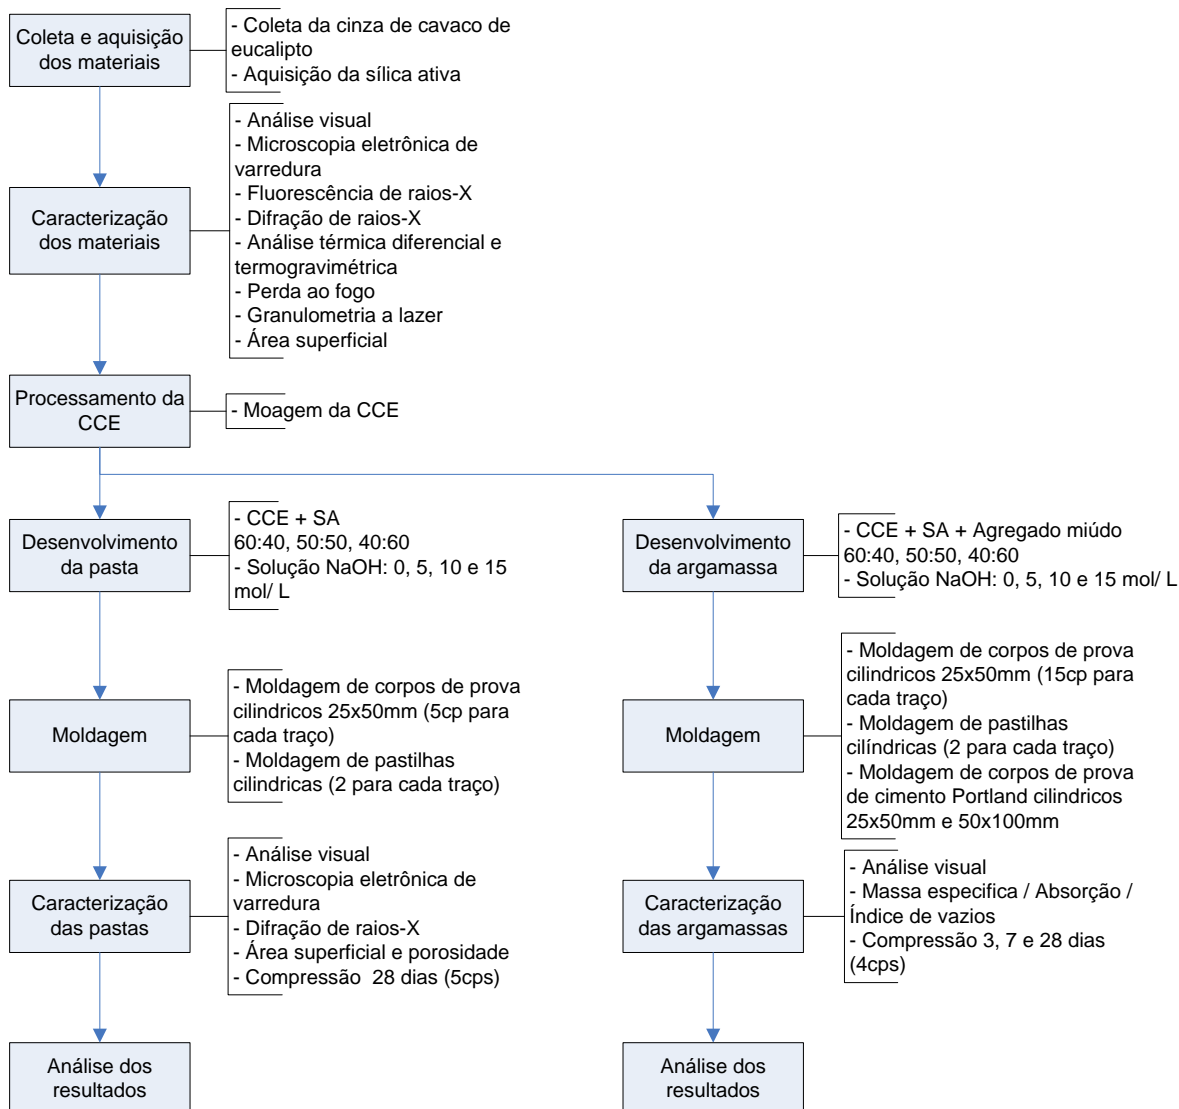 Coleta e aquisição
dos materiais
- Coleta da cinza de cavaco de
eucalipto
- Aquisição da sílica ativa
Caracterização
dos materiais
- Análise visual
- Microscopia eletrônica de
varredura
- Fluorescência de raios-X
- Difração de raios-X
- Análise térmica diferencial e
termogravimétrica
- Perda ao fogo
- Granulometria a lazer
- Área superficial
Processamento da
CCE
- Moagem da CCE
Desenvolvimento
da pasta
- CCE + SA
60:40, 50:50, 40:60
- Solução NaOH: 0, 5, 10 e 15
mol/ L
Desenvolvimento
da argamassa
- CCE + SA + Agregado miúdo
60:40, 50:50, 40:60
- Solução NaOH: 0, 5, 10 e 15 mol/ L
Moldagem
- Moldagem de corpos de prova
cilindricos 25x50mm (5cp para
cada traço)
- Moldagem de pastilhas
cilindricas (2 para cada traço)
Moldagem
- Moldagem de corpos de prova
cilindricos 25x50mm (15cp para
cada traço)
- Moldagem de pastilhas
cilíndricas (2 para cada traço)
- Moldagem de corpos de prova
de cimento Portland cilindricos
25x50mm e 50x100mm
Caracterização
das pastas
- Análise visual
- Microscopia eletrônica de
varredura
- Difração de raios-X
- Área superficial e porosidade
- Compressão 28 dias (5cps)
Caracterização
das argamassas
- Análise visual
- Massa especifica / Absorção /
Índice de vazios
- Compressão 3, 7 e 28 dias
(4cps)
Análise dos
resultados
Análise dos
resultados